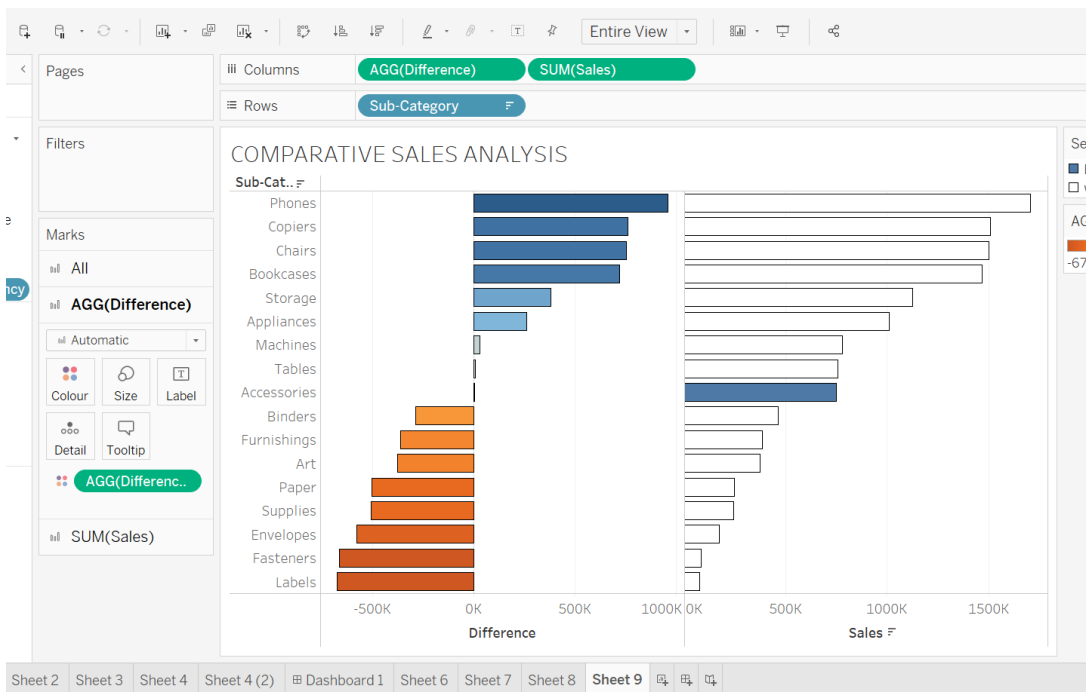 Entire View
Pages
Columns
AGG(Difference)
SUM(Sales)
Rows
Sub-Category
Filters
Marks
All
AGG(Difference)
Automatic
Colour
Size
Label
Detail
Tooltip
AGG(Differenc..
SUM(Sales)
ncy
e
COMPARATIVE SALES ANALYSIS
Sub-Cat..
Phones
Copiers
Chairs
Bookcases
Storage
Appliances
Machines
Tables
Accessories
Binders
Furnishings
Art
Paper
Supplies
Envelopes
Fasteners
Labels
-500K 0K 500K 1000K 0K 500K 1000K 1500K
Difference
Sales
Se
AG
-67
Sheet 2 Sheet 3 Sheet 4 Sheet 4 (2) Dashboard 1 Sheet 6 Sheet 7 Sheet 8 Sheet 9